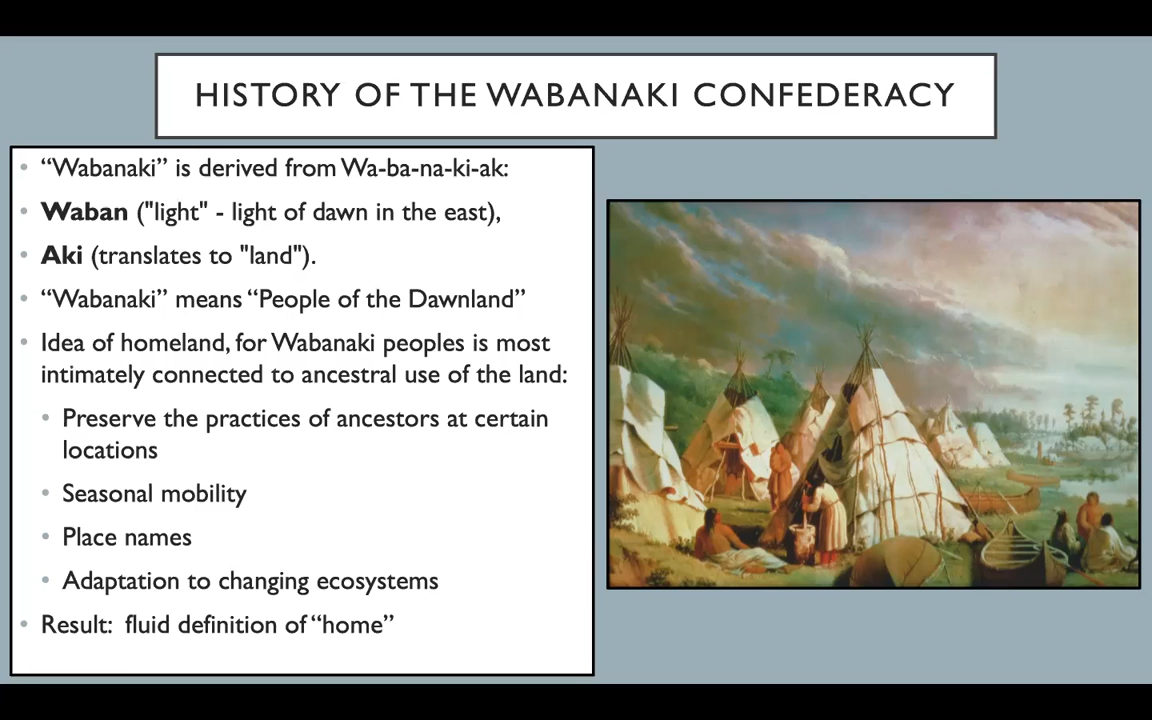 HISTORY OF THE WABANAKI CONFEDERACY
• “Wabanaki” is derived from Wa-ba-na-ki-ak:
• Waban ("light" - light of dawn in the east),
• Aki (translates to "land").
• “Wabanaki” means “People of the Dawnland”
• Idea of homeland, for Wabanaki peoples is most
intimately connected to ancestral use of the land:
• Preserve the practices of ancestors at certain
locations
• Seasonal mobility
• Place names
• Adaptation to changing ecosystems
• Result:  fluid definition of “home”